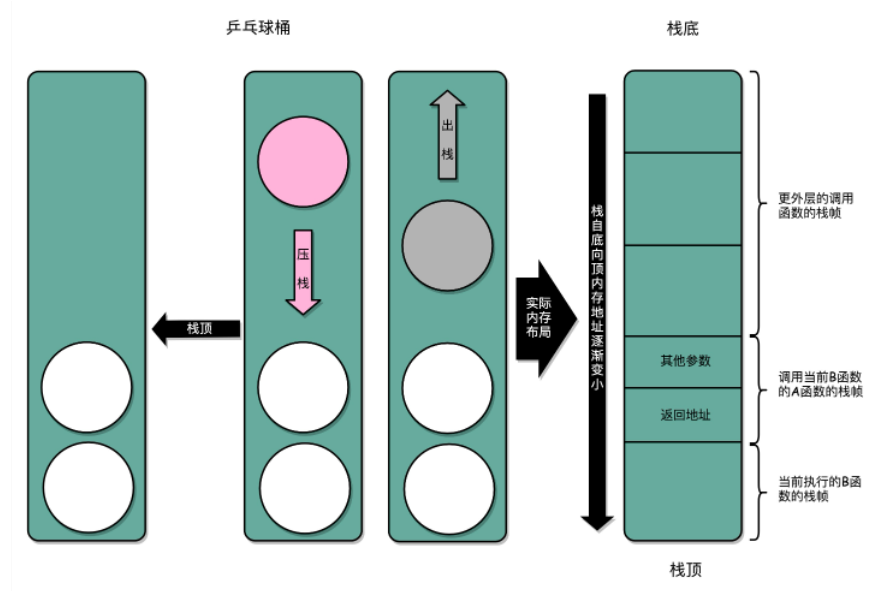 乒乓球桶
栈底
出
栈
压
栈
栈顶
实际
内存
布局
栈自底向顶内存地址逐渐变小
更外层的调用
函数的栈帧
其他参数
返回地址
调用当前B函数
的A函数的栈帧
当前执行的B函
数的栈帧
栈顶